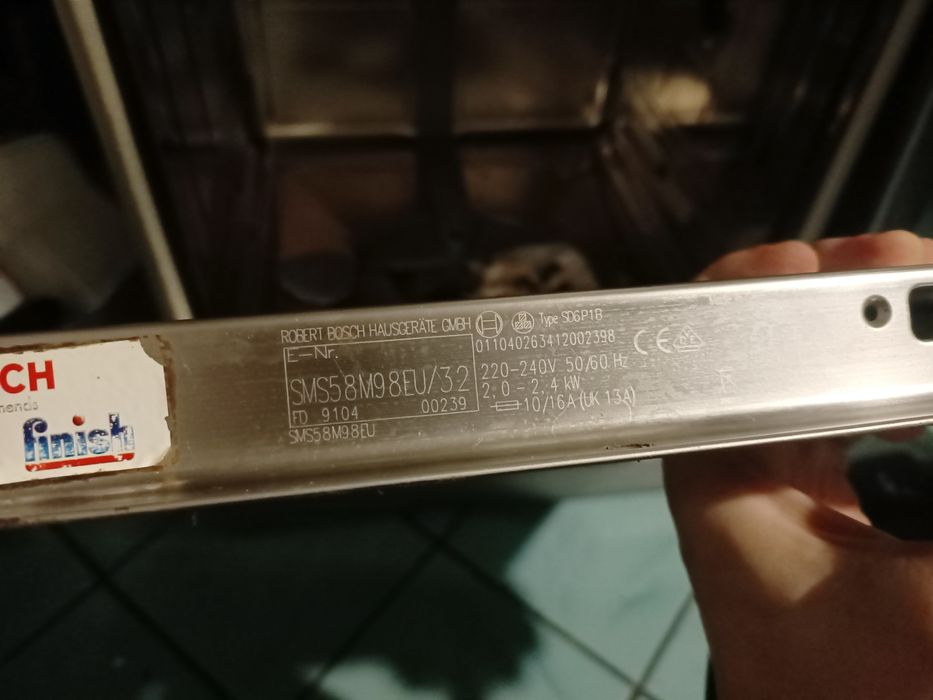 CH
finish
ROBERT BOSCH HAUSGERÄTE GMBH
Type SD6P1B
E-Nr.
011040263412002398
SMS58M98EU/32
220-240V 50/60 Hz
2,0 - 2,4 kW
FD 9104 00239
10/16A (UK 13A)
SMS58M98EU
CE